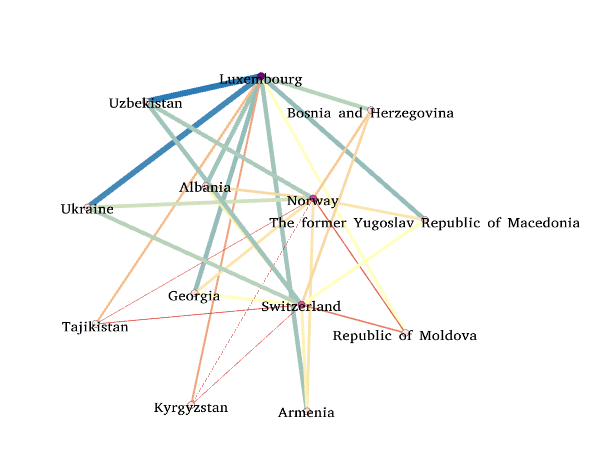 Luxembourg
Uzbekistan
Bosnia and Herzegovina
Albania
Norway
Ukraine
The former Yugoslav Republic of Macedonia
Georgia
Switzerland
Tajikistan
Republic of Moldova
Kyrgyzstan
Armenia